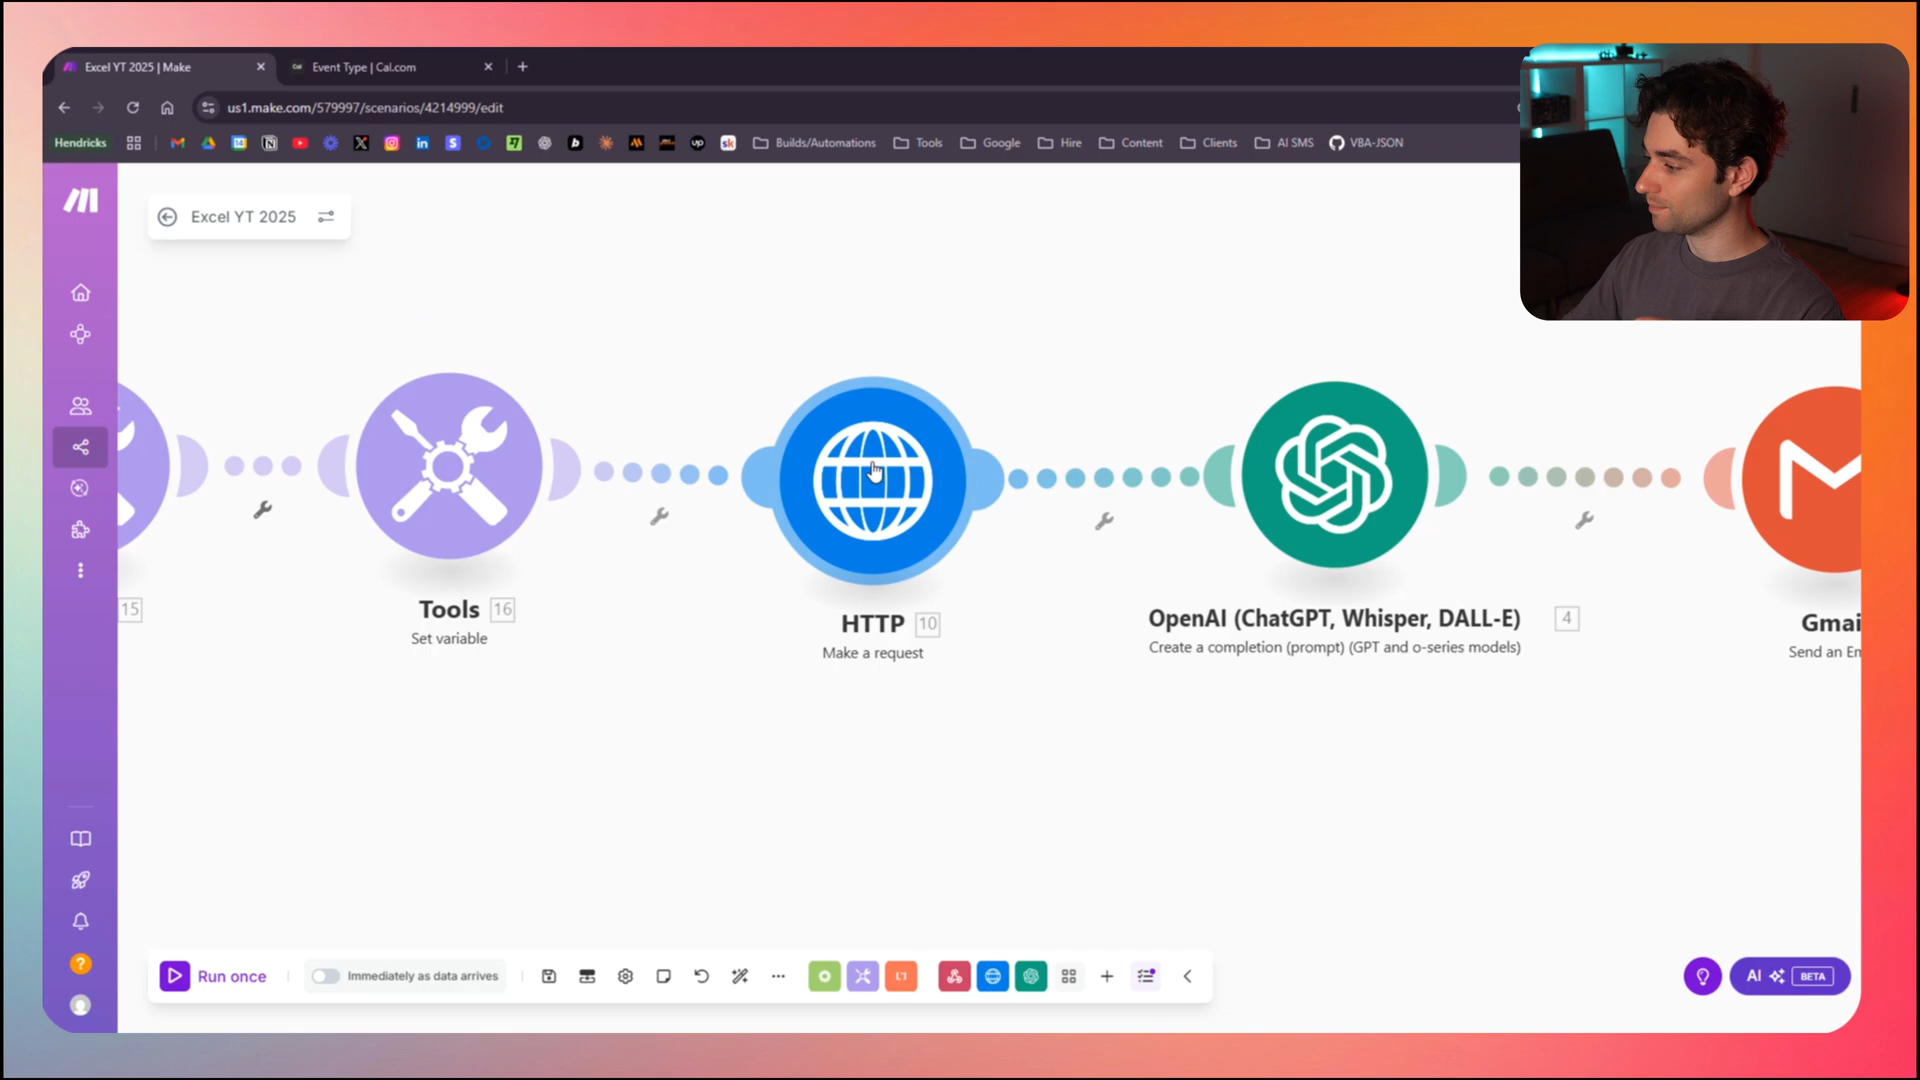 Excel YT 2025 | Make
Event Type | Cal.com
us1.make.com/579997/scenarios/4214999/edit
Hendricks
Builds/Automations
Tools
Google
Hire
Content
Clients
AI SMS
VBA-JSON
Excel YT 2025
15
Tools 16
Set variable
HTTP 10
Make a request
OpenAI (ChatGPT, Whisper, DALL-E) 4
Create a completion (prompt) (GPT and o-series models)
Gmai
Send an Em
Run once
Immediately as data arrives
AI BETA